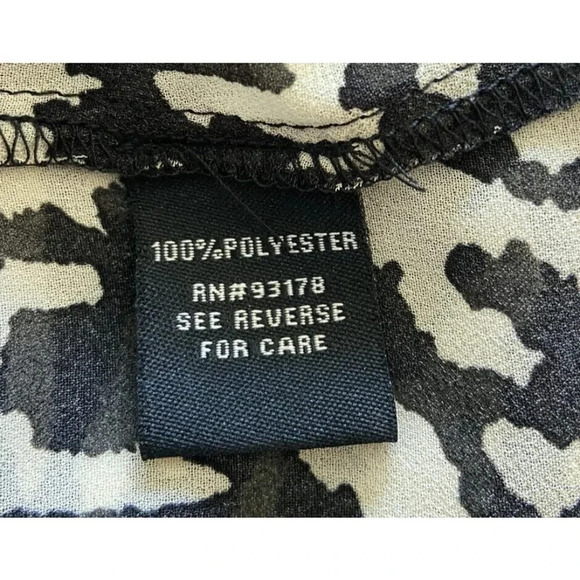 100%POLYESTER
RN#93178
SEE REVERSE
FOR CARE